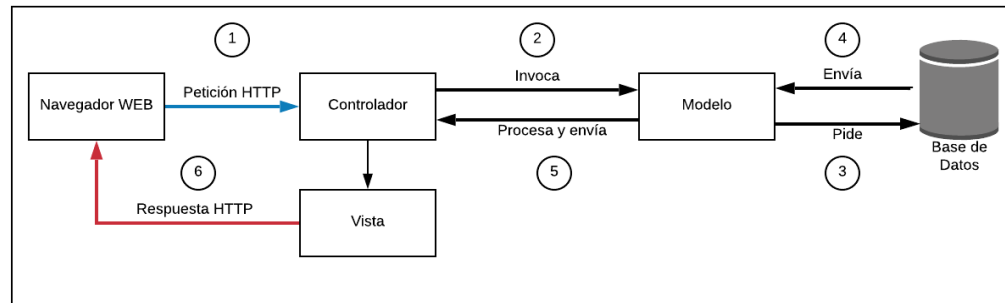 1
2
4
Navegador WEB
Petición HTTP
Controlador
Invoca
Procesa y envía
Modelo
Envía
Pide
Base de
Datos
6
5
3
Respuesta HTTP
Vista